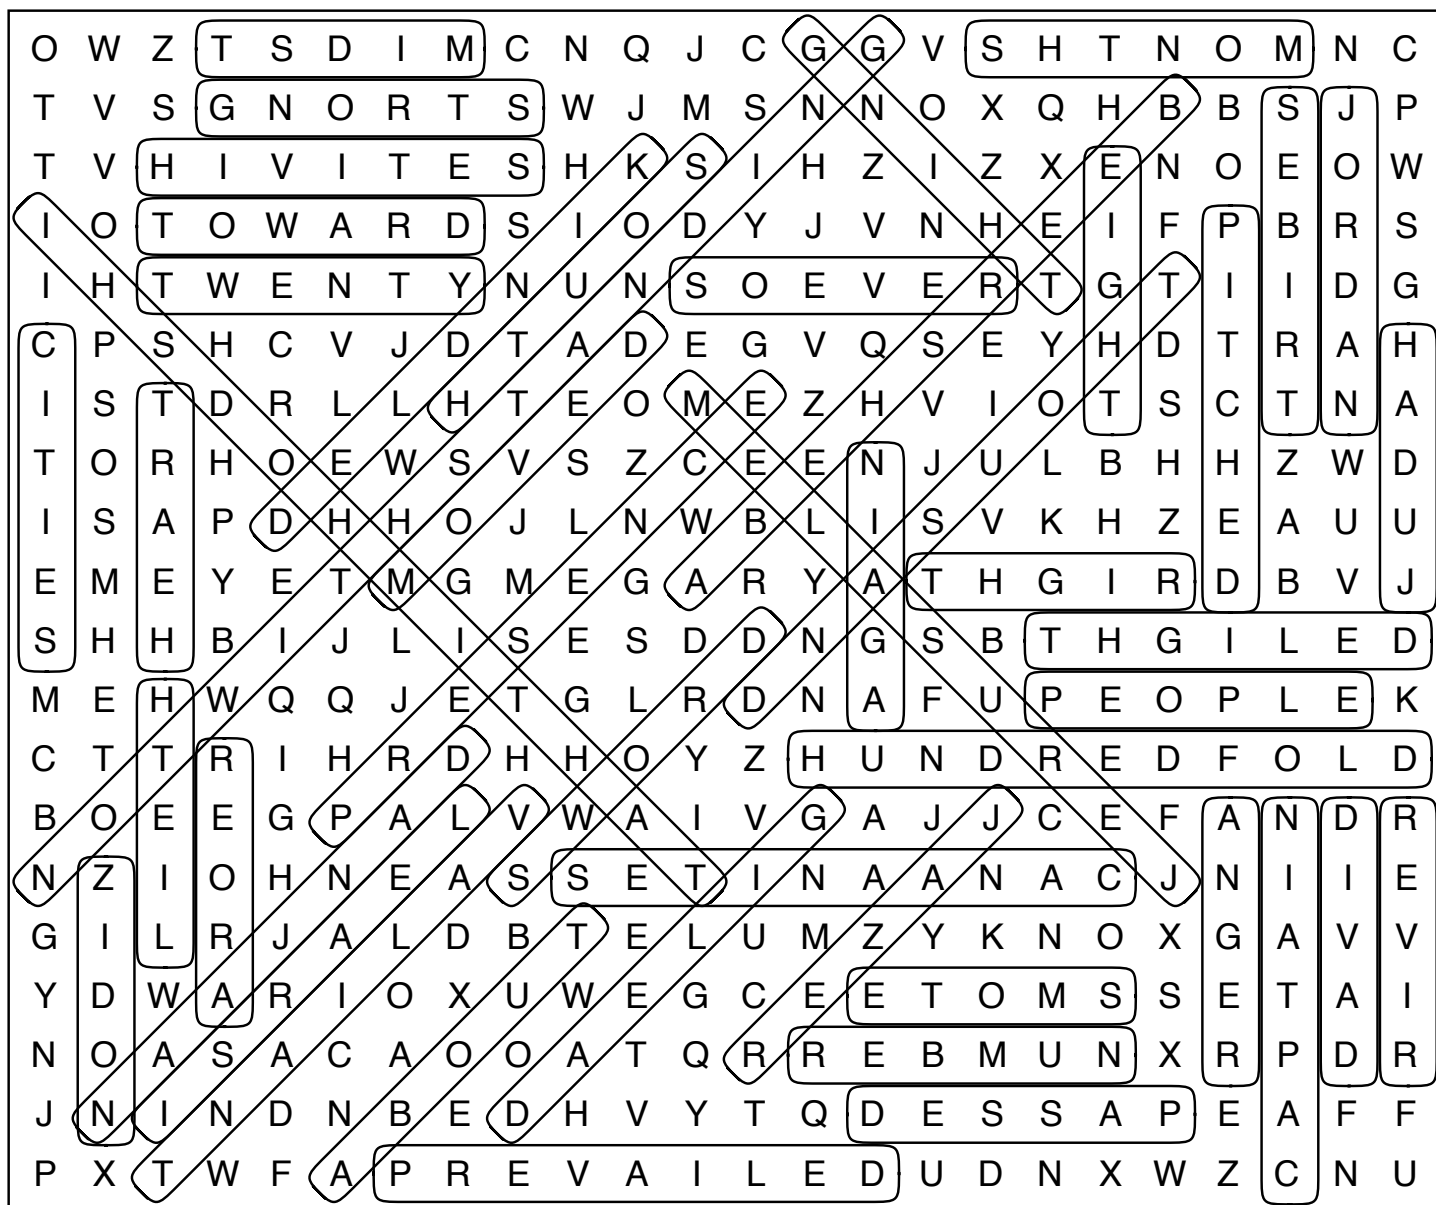 O W Z T S D I M C N Q J C G G V S H T N O M N C
T V S G N O R T S W J M S N N O X Q H B B S J P
T V H I V I T E S H K S I H Z I Z X E N O E O W
I O T O W A R D S I O D Y J V N H E I F P B R S
I H T W E N T Y N U N S O E V E R T G T I I D G
C P S H C V J D T A D E G V Q S E Y H D T R A H
I S T D R L L H T E O M E Z H V I O T S C T N A
T O R H O E W S V S Z C E E N J U L B H H Z W D
I S A P D H H O J L N W B L I S V K H Z E A U U
E M E Y E T M G M E G A R Y A T H G I R D B V J
S H H B I J L I S E S D D N G S B T H G I L E D
M E H W Q Q J E T G L R D N A F U P E O P L E K
C T T R I H R D H H O Y Z H U N D R E D F O L D
B O E E G P A L V W A I V G A J J C E F A N D R
N Z I O H N E A S S E T I N A A N A C J N I I E
G I L R J A L D B T E L U M Z Y K N O X G A V V
Y D W A R I O X U W E G C E E T O M S S E T A I
N O A S A C A O O A T Q R R E B M U N X R P D R
J N I N D N B E D H V Y T Q D E S S A P E A F F
P X T W F A P R E V A I L E D U D N X W Z C N U